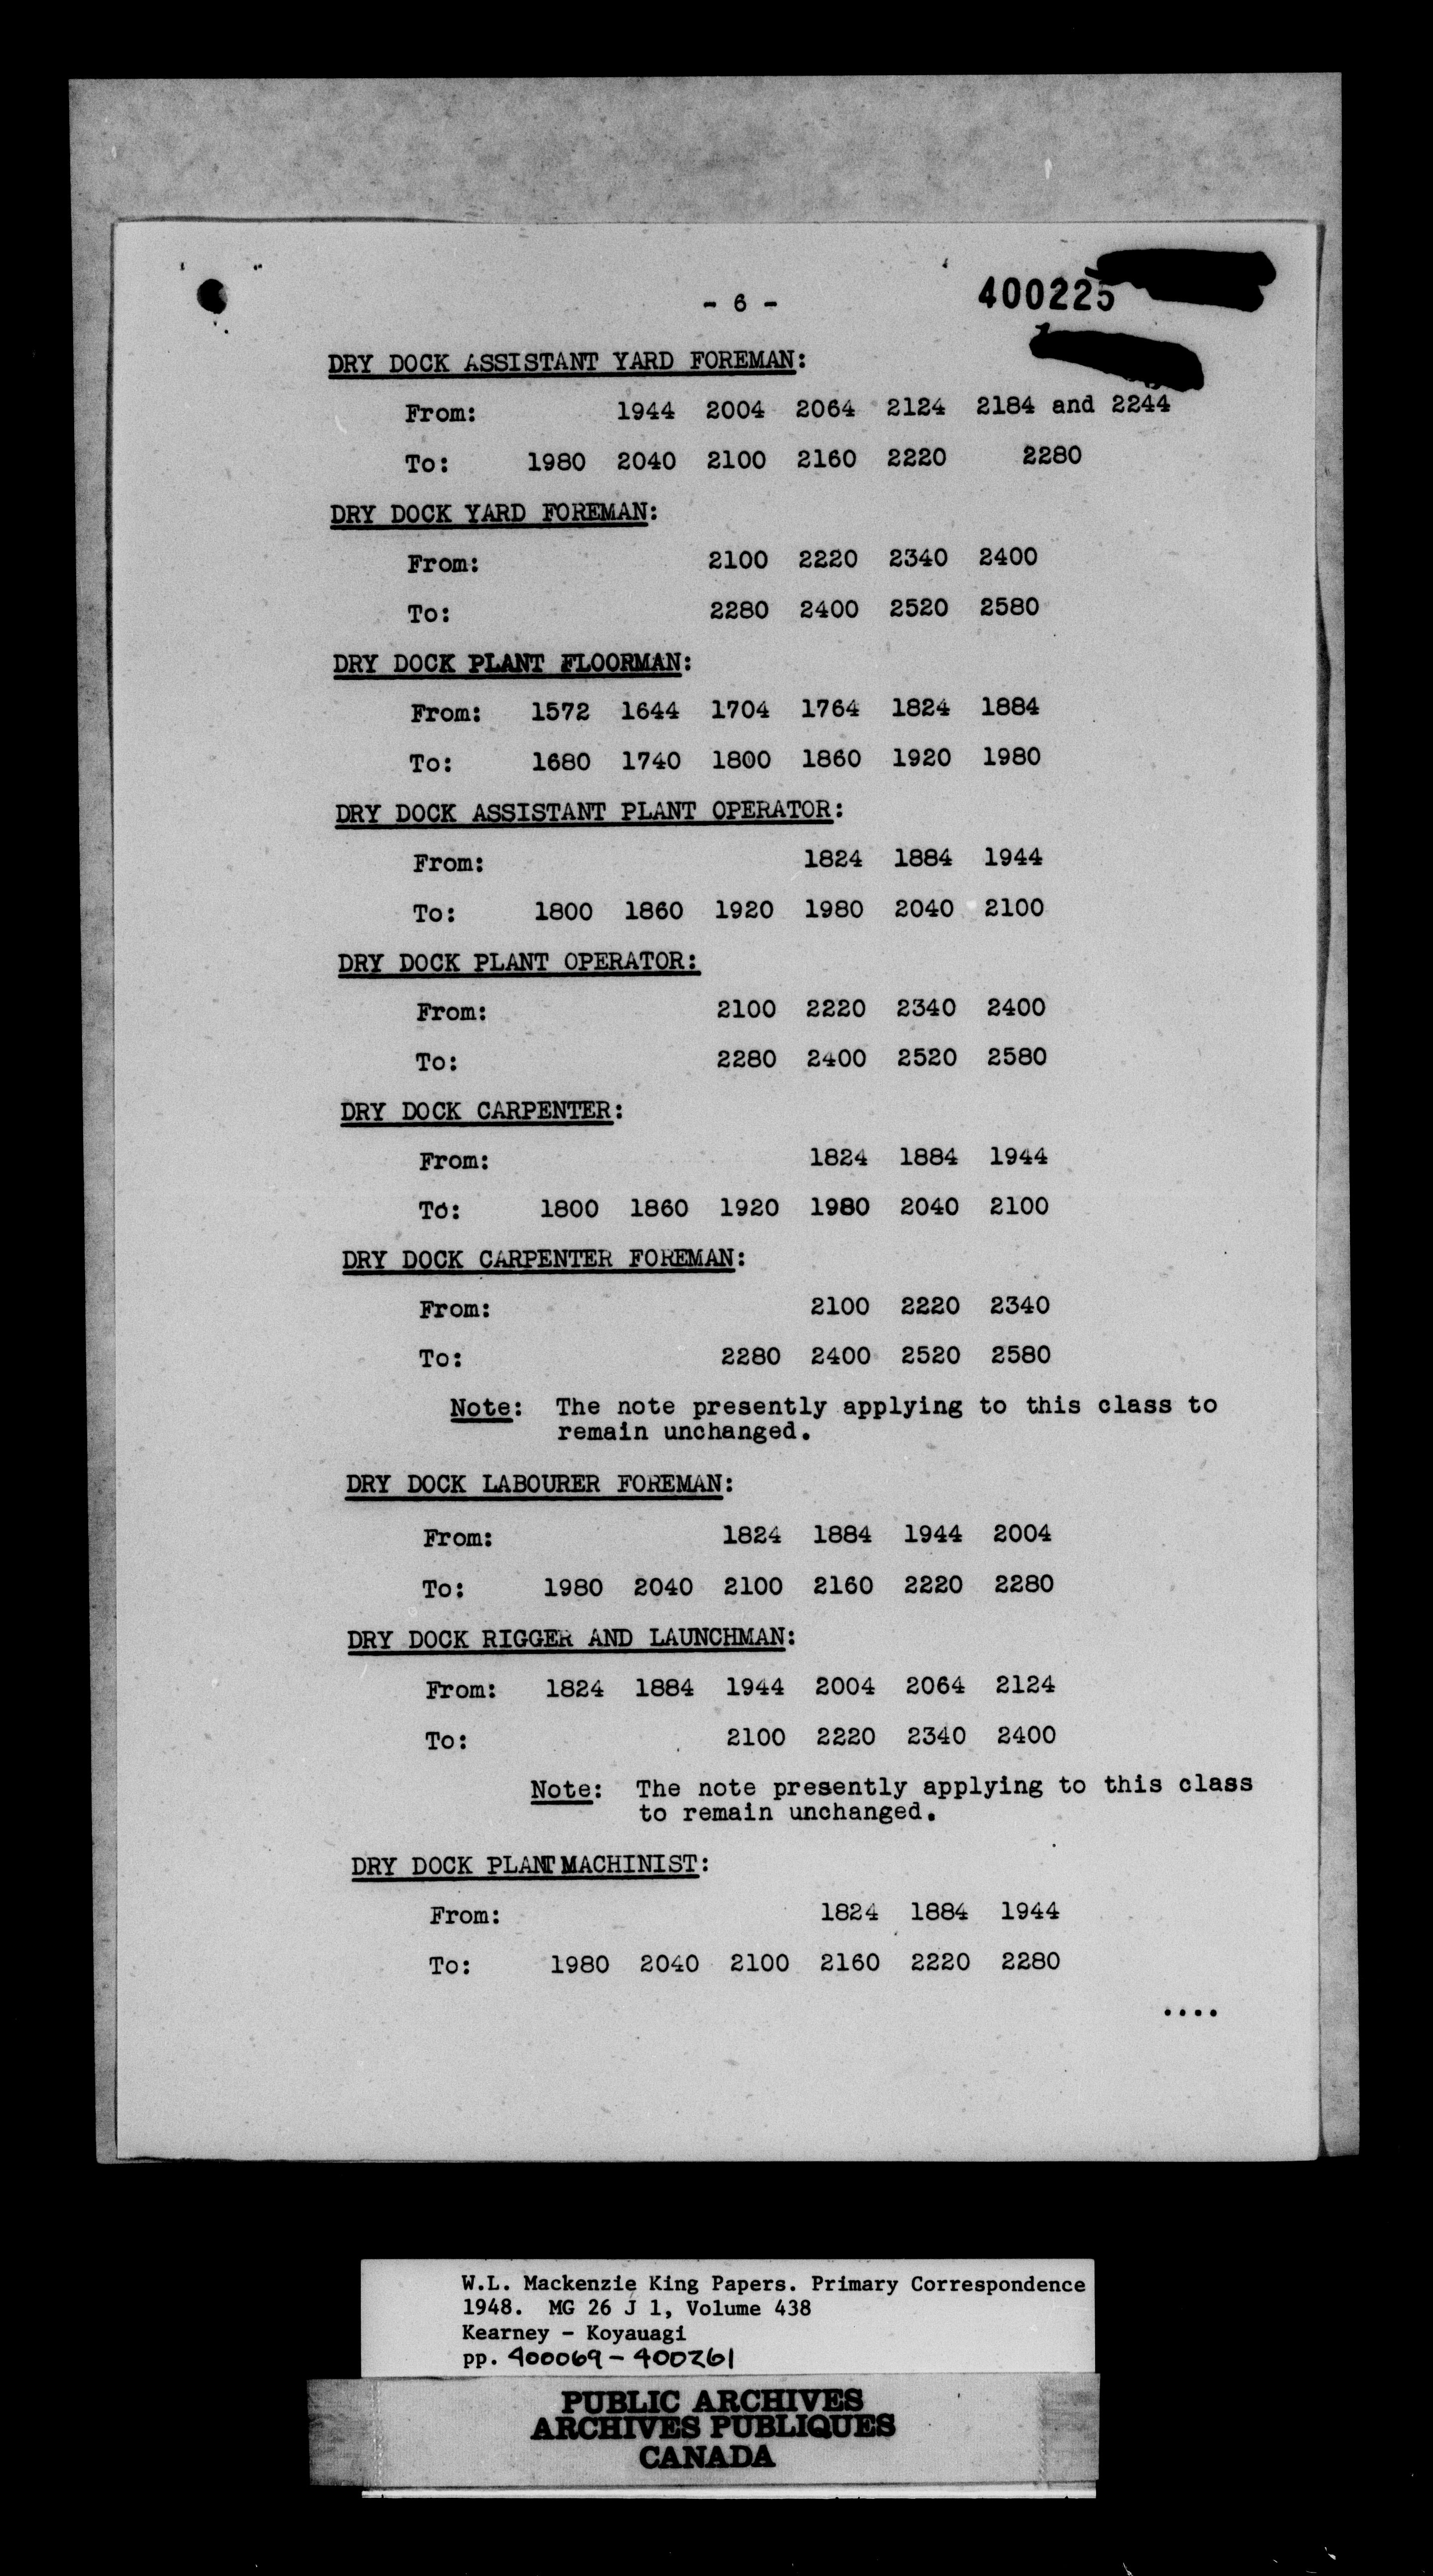 - 6 -
400225
DRY DOCK ASSISTANT YARD FOREMAN:
From: 1944 2004 2064 2124 2184 and 2244
To: 1980 2040 2100 2160 2220 2280
DRY DOCK YARD FOREMAN:
From: 2100 2220 2340 2400
To: 2280 2400 2520 2580
DRY DOCK PLANT FLOORMAN:
From: 1572 1644 1704 1764 1824 1884
To: 1680 1740 1800 1860 1920 1980
DRY DOCK ASSISTANT PLANT OPERATOR:
From: 1824 1884 1944
To: 1800 1860 1920 1980 2040 2100
DRY DOCK PLANT OPERATOR:
From: 2100 2220 2340 2400
To: 2280 2400 2520 2580
DRY DOCK CARPENTER:
From: 1824 1884 1944
To: 1800 1860 1920 1980 2040 2100
DRY DOCK CARPENTER FOREMAN:
From: 2100 2220 2340
To: 2280 2400 2520 2580
Note: The note presently applying to this class to
remain unchanged.
DRY DOCK LABOURER FOREMAN:
From: 1824 1884 1944 2004
To: 1980 2040 2100 2160 2220 2280
DRY DOCK RIGGER AND LAUNCHMAN:
From: 1824 1884 1944 2004 2064 2124
To: 2100 2220 2340 2400
Note: The note presently applying to this class
to remain unchanged.
DRY DOCK PLANT MACHINIST:
From: 1824 1884 1944
To: 1980 2040 2100 2160 2220 2280
....
W.L. Mackenzie King Papers. Primary Correspondence
1948. MG 26 J 1, Volume 438
Kearney - Koyauagi
pp. 400069-400261
PUBLIC ARCHIVES
ARCHIVES PUBLIQUES
CANADA